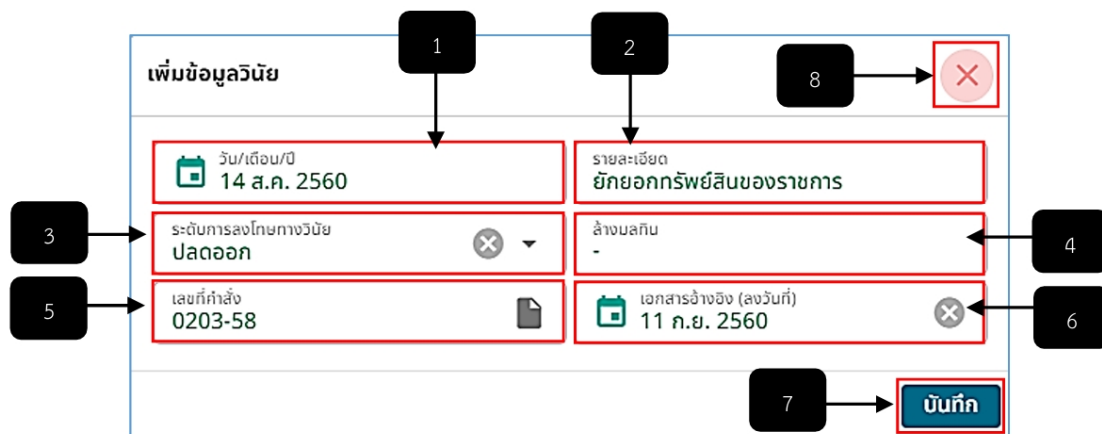 1
2
8
เพิ่มข้อมูลวินัย
วัน/เดือน/ปี
14 ส.ค. 2560
รายละเอียด
ยักยอกทรัพย์สินของราชการ
3
ระดับการลงโทษทางวินัย
ปลดออก
ล้างมลทิน
-
4
5
เลขที่คำสั่ง
0203-58
เอกสารอ้างอิง (ลงวันที่)
11 ก.ย. 2560
6
7
บันทึก